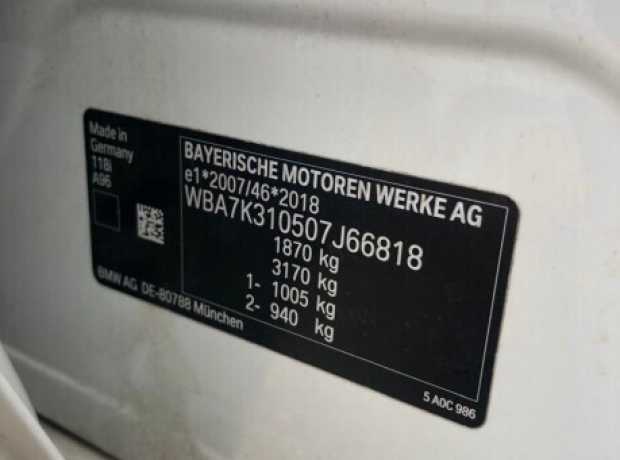 Made in
Germany
118i
A96
BMW AG DE-80788 München
BAYERISCHE MOTOREN WERKE AG
e1*2007/46*2018
WBA7K310507J66818
1870 kg
3170 kg
1- 1005 kg
2- 940 kg
5 A0C 986